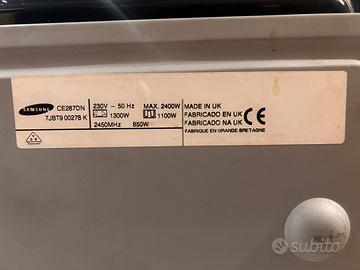 SAMSUNG
CE287DN
7JBT9 00278 K
230V ~ 50 Hz MAX. 2400W
1300W 1100W
2450MHz 850W
MADE IN UK
FABRICADO EN UK
FABRICADO NA UK
FABRIQUE EN GRANDE BRETAGNE
CE
subito